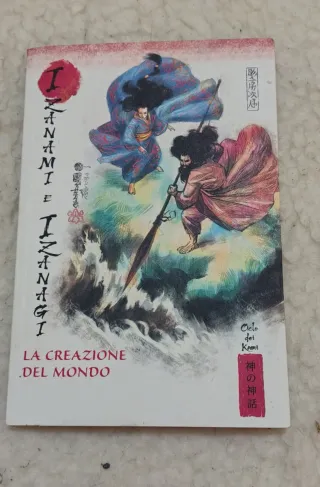 IZANAMI E IZANAGI
LA CREAZIONE
DEL MONDO
Ciclo
dei
Kami
神の神話